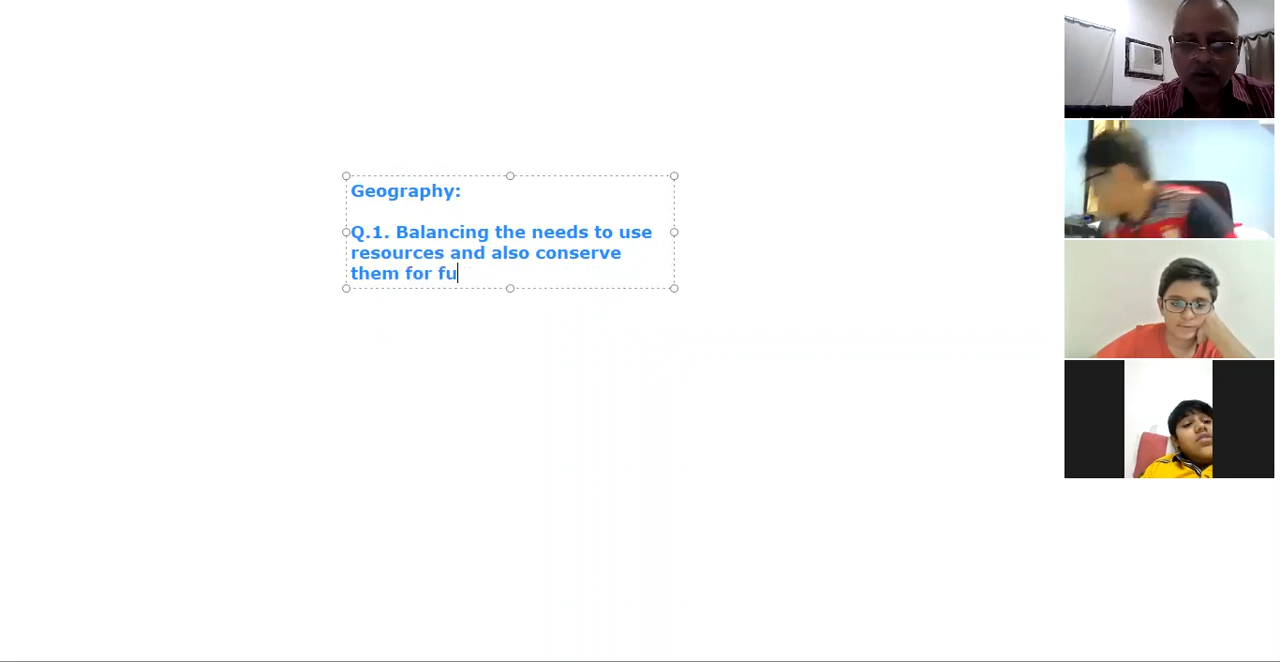 Geography:
Q.1. Balancing the needs to use
resources and also conserve
them for fu